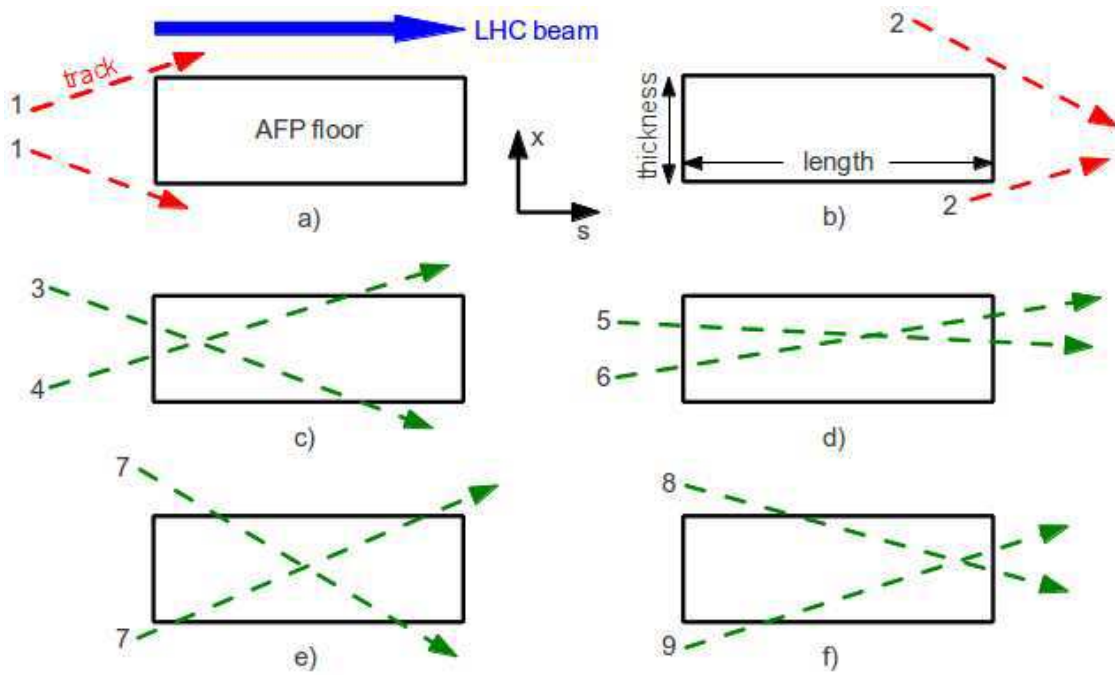 LHC beam
track
1
1
AFP floor
a)
x
s
2
thickness
length
2
b)
3
4
c)
5
6
d)
7
7
e)
8
9
f)